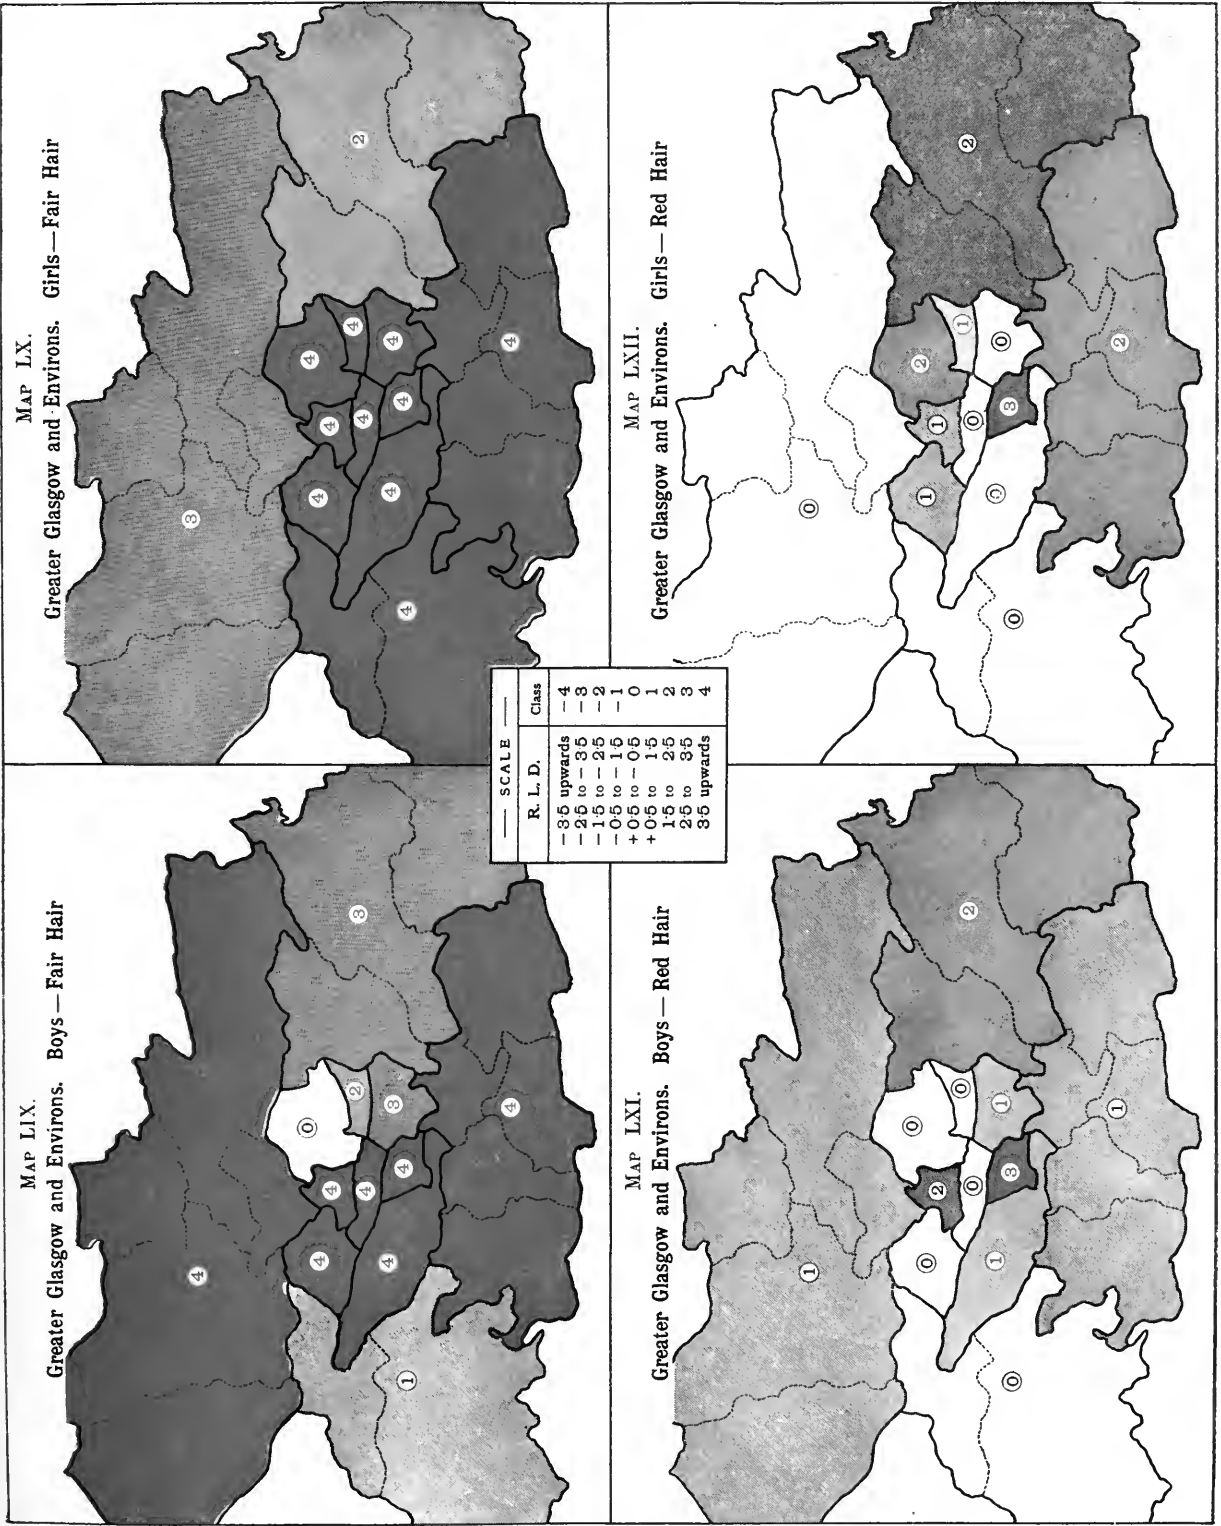 MAP LIX.
Greater Glasgow and Environs. Boys — Fair Hair
4
0
4
4
2
3
4
4
3
4
1
4
MAP LX.
Greater Glasgow and Environs. Girls — Fair Hair
3
4
4
4
4
2
4
4
4
4
4
4
— SCALE —
R. L. D. Class
– 3·5 upwards – 4
– 2·5 to – 3·5 – 3
– 1·5 to – 2·5 – 2
– 0·5 to – 1·5 – 1
+ 0·5 to – 0·5 0
+ 0·5 to 1·5 1
1·5 to 2·5 2
2·5 to 3·5 3
3·5 upwards 4
MAP LXI.
Greater Glasgow and Environs. Boys — Red Hair
1
0
0
2
0
2
0
1
1
3
0
1
MAP LXII.
Greater Glasgow and Environs. Girls — Red Hair
0
2
1
1
1
2
0
0
0
3
0
2